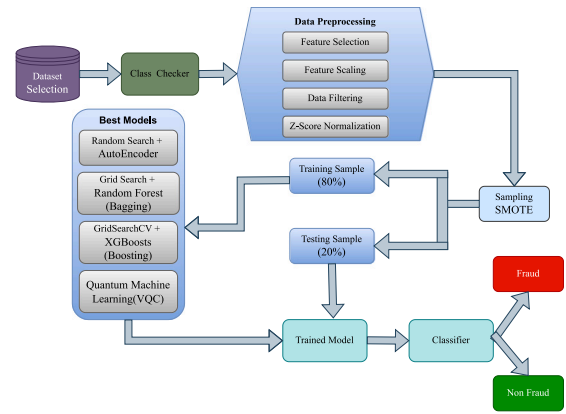 Data Preprocessing
Feature Selection
Feature Scaling
Data Filtering
Z-Score Normalization
Dataset
Selection
Class Checker
Best Models
Random Search +
AutoEncoder
Grid Search +
Random Forest
(Bagging)
GridSearchCV +
XGBoosts
(Boosting)
Quantum Machine
Learning(VQC)
Training Sample
(80%)
Testing Sample
(20%)
Sampling
SMOTE
Trained Model
Classifier
Fraud
Non Fraud